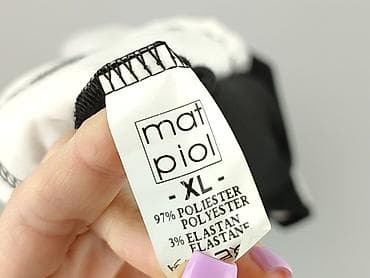 mat
piol
- XL -
97% POLIESTER
POLYESTER
3% ELASTAN
ELASTANE